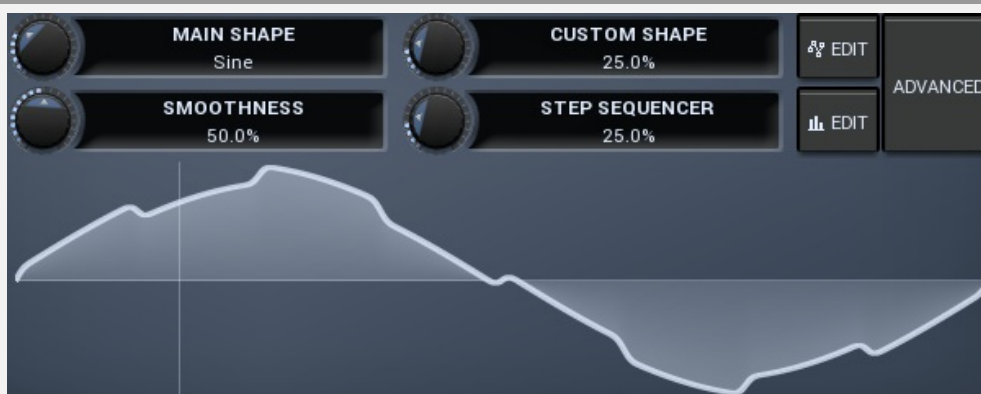 MAIN SHAPE
Sine
CUSTOM SHAPE
25.0%
EDIT
ADVANCED
SMOOTHNESS
50.0%
STEP SEQUENCER
25.0%
EDIT